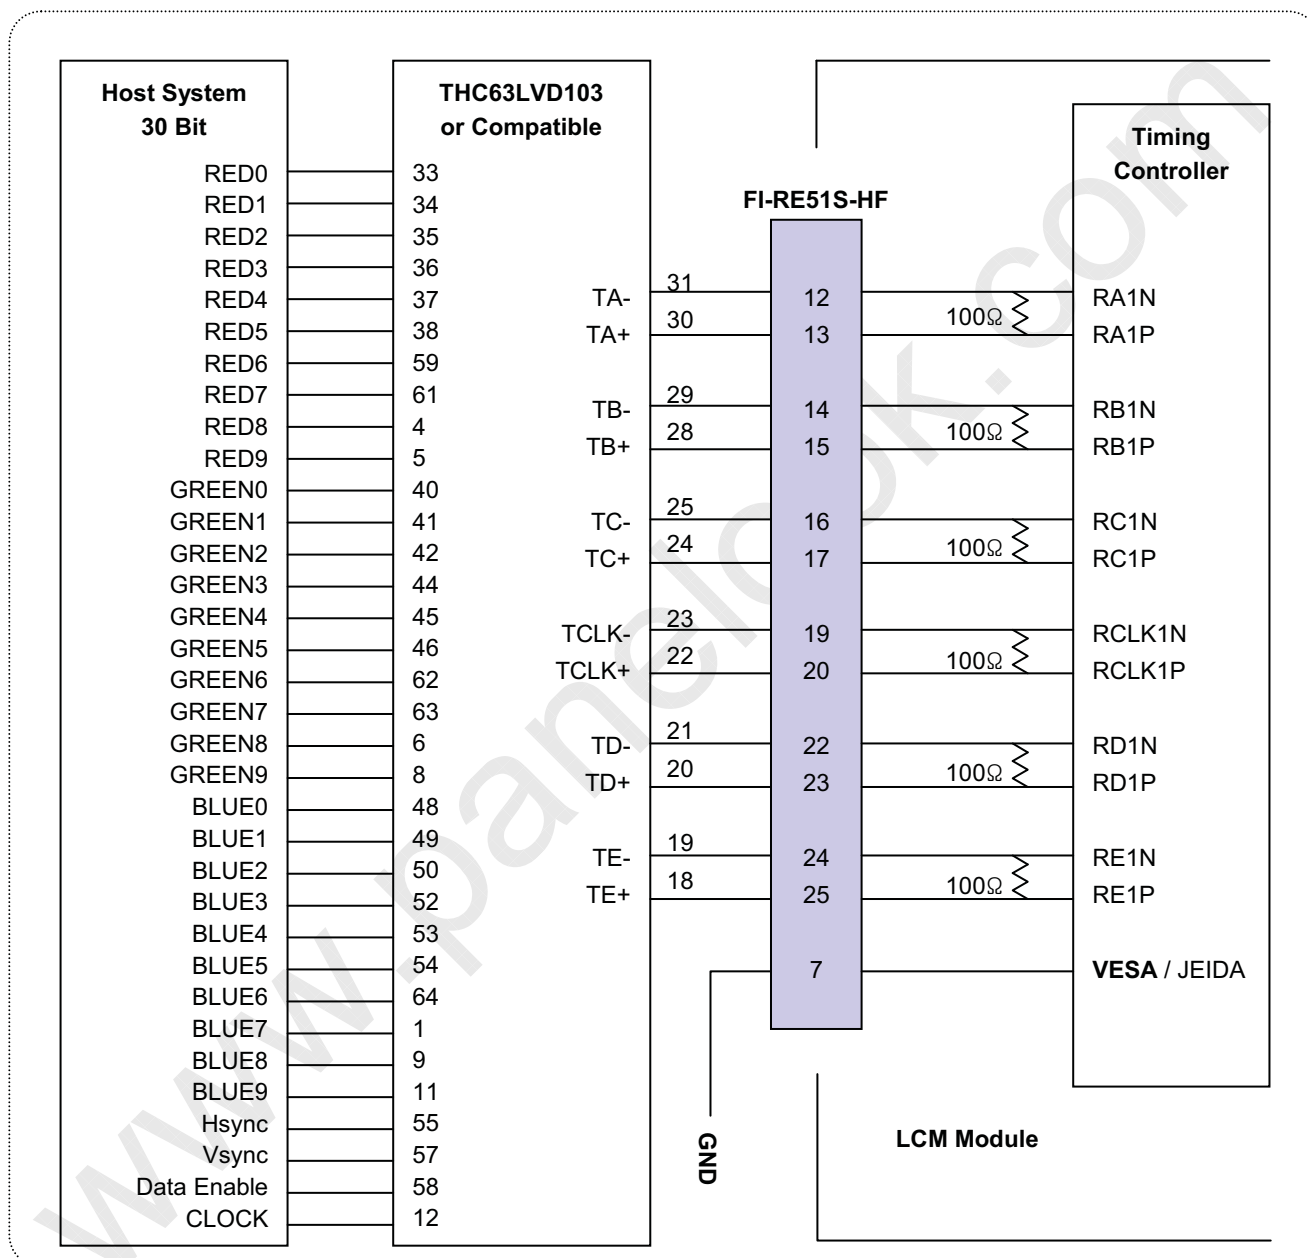 Host System
30 Bit
RED0
RED1
RED2
RED3
RED4
RED5
RED6
RED7
RED8
RED9
GREEN0
GREEN1
GREEN2
GREEN3
GREEN4
GREEN5
GREEN6
GREEN7
GREEN8
GREEN9
BLUE0
BLUE1
BLUE2
BLUE3
BLUE4
BLUE5
BLUE6
BLUE7
BLUE8
BLUE9
Hsync
Vsync
Data Enable
CLOCK
THC63LVD103
or Compatible
33
34
35
36
37
38
59
61
4
5
40
41
42
44
45
46
62
63
6
8
48
49
50
52
53
54
64
1
9
11
55
57
58
12
TA-
TA+
TB-
TB+
TC-
TC+
TCLK-
TCLK+
TD-
TD+
TE-
TE+
31
30
29
28
25
24
23
22
21
20
19
18
GND
FI-RE51S-HF
12
13
14
15
16
17
19
20
22
23
24
25
7
100Ω
100Ω
100Ω
100Ω
100Ω
100Ω
Timing
Controller
RA1N
RA1P
RB1N
RB1P
RC1N
RC1P
RCLK1N
RCLK1P
RD1N
RD1P
RE1N
RE1P
VESA / JEIDA
LCM Module
www.panelook.com